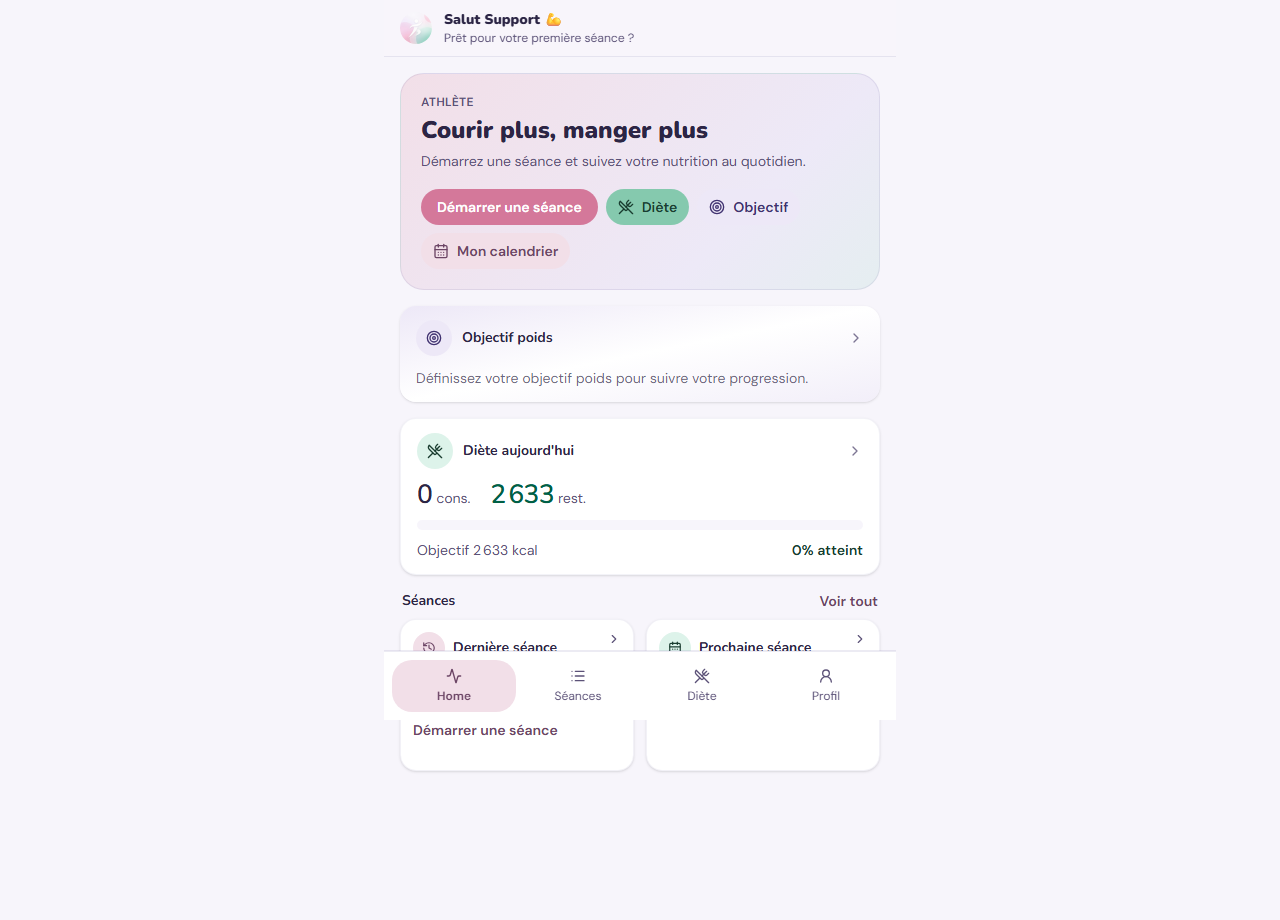 Salut Support 💪
Prêt pour votre première séance ?
ATHLÈTE
Courir plus, manger plus
Démarrez une séance et suivez votre nutrition au quotidien.
Démarrer une séance
Diète
Objectif
Mon calendrier
Objectif poids
Définissez votre objectif poids pour suivre votre progression.
Diète aujourd'hui
0 cons. 2 633 rest.
Objectif 2 633 kcal
0% atteint
Séances
Voir tout
Dernière séance
Prochaine séance
Home
Séances
Diète
Profil
Démarrer une séance